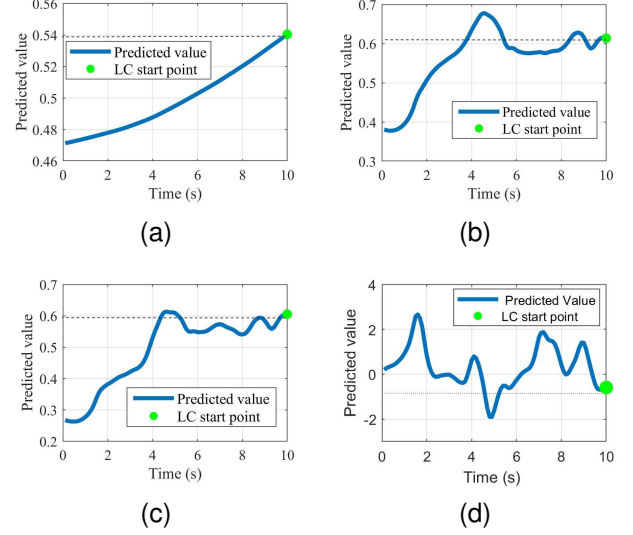 0.56
0.54
0.54
0.5
0.48
0.46
0 2 4 6 8 10
Predicted value
Time (s)
Predicted value
LC start point
(a)
0.7
0.6
0.5
0.4
0.3
0 2 4 6 8 10
Predicted value
Time (s)
Predicted value
LC start point
(b)
0.7
0.6
0.5
0.4
0.3
0.2
0 2 4 6 8 10
Predicted value
Time (s)
Predicted value
LC start point
(c)
4
2
0
-2
0 2 4 6 8 10
Predicted value
Time (s)
Predicted Value
LC start point
(d)